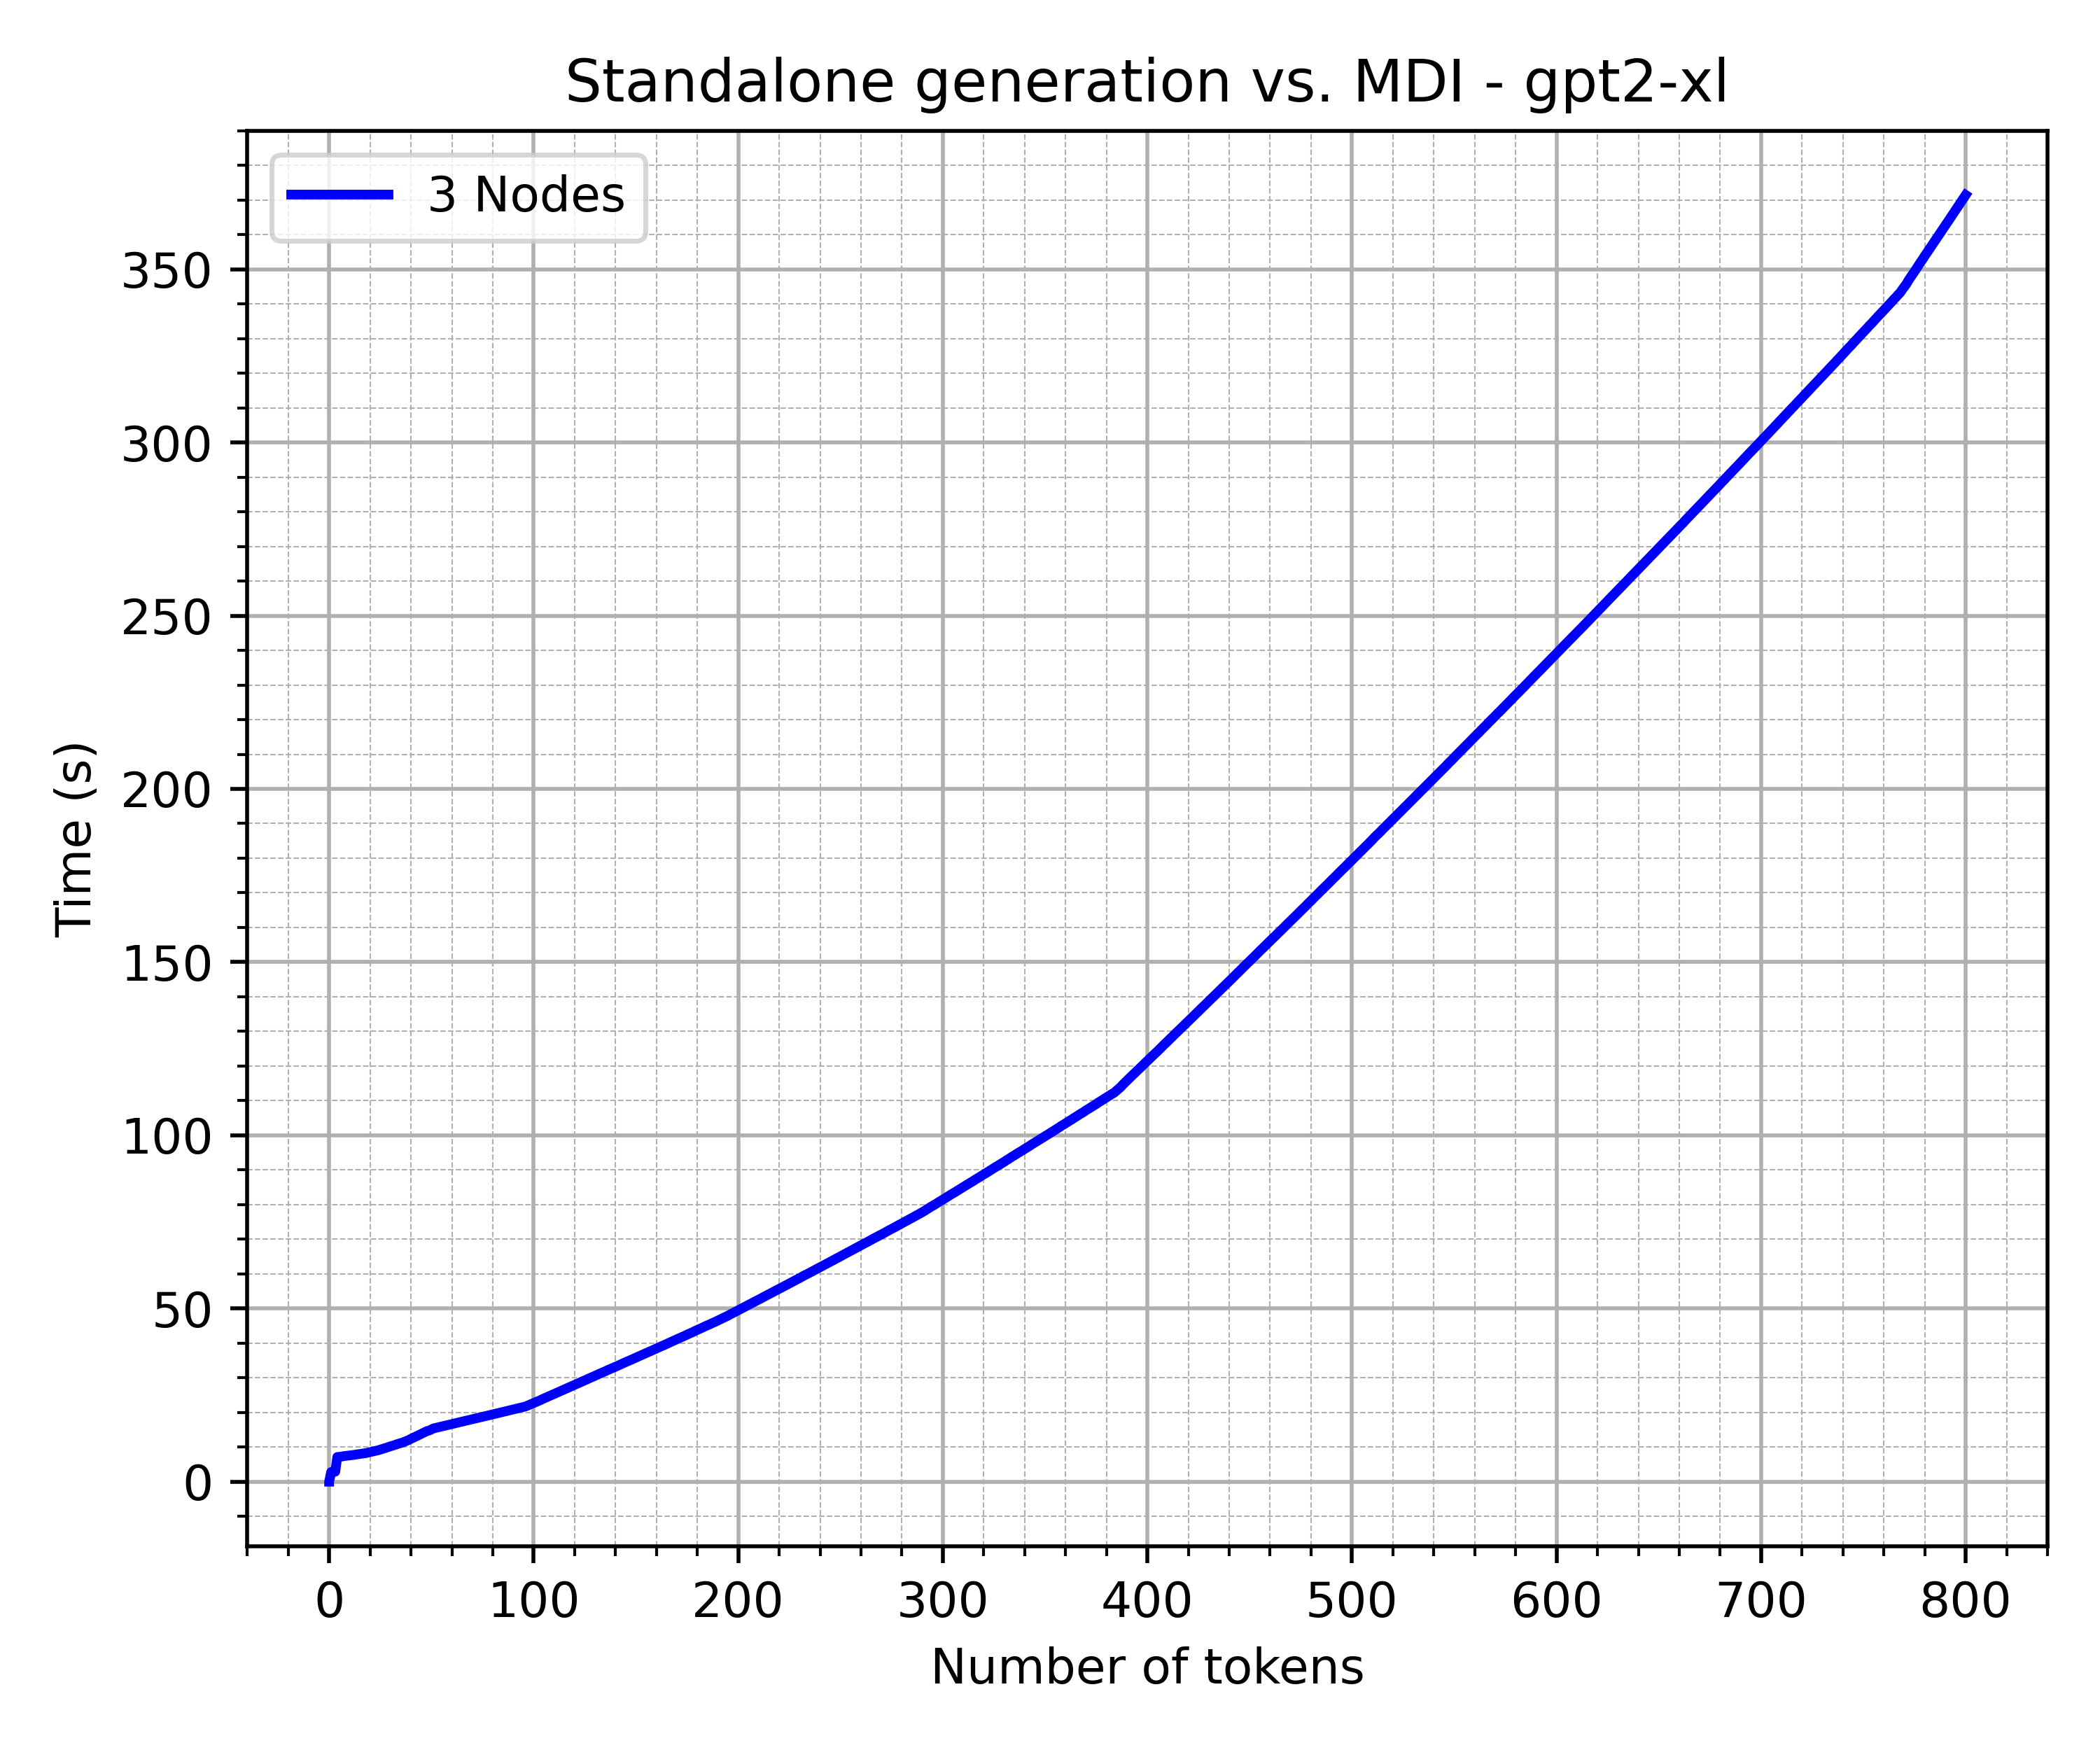 Standalone generation vs. MDI - gpt2-xl
3 Nodes
350
300
250
200
150
100
50
0
Time (s)
0 100 200 300 400 500 600 700 800
Number of tokens